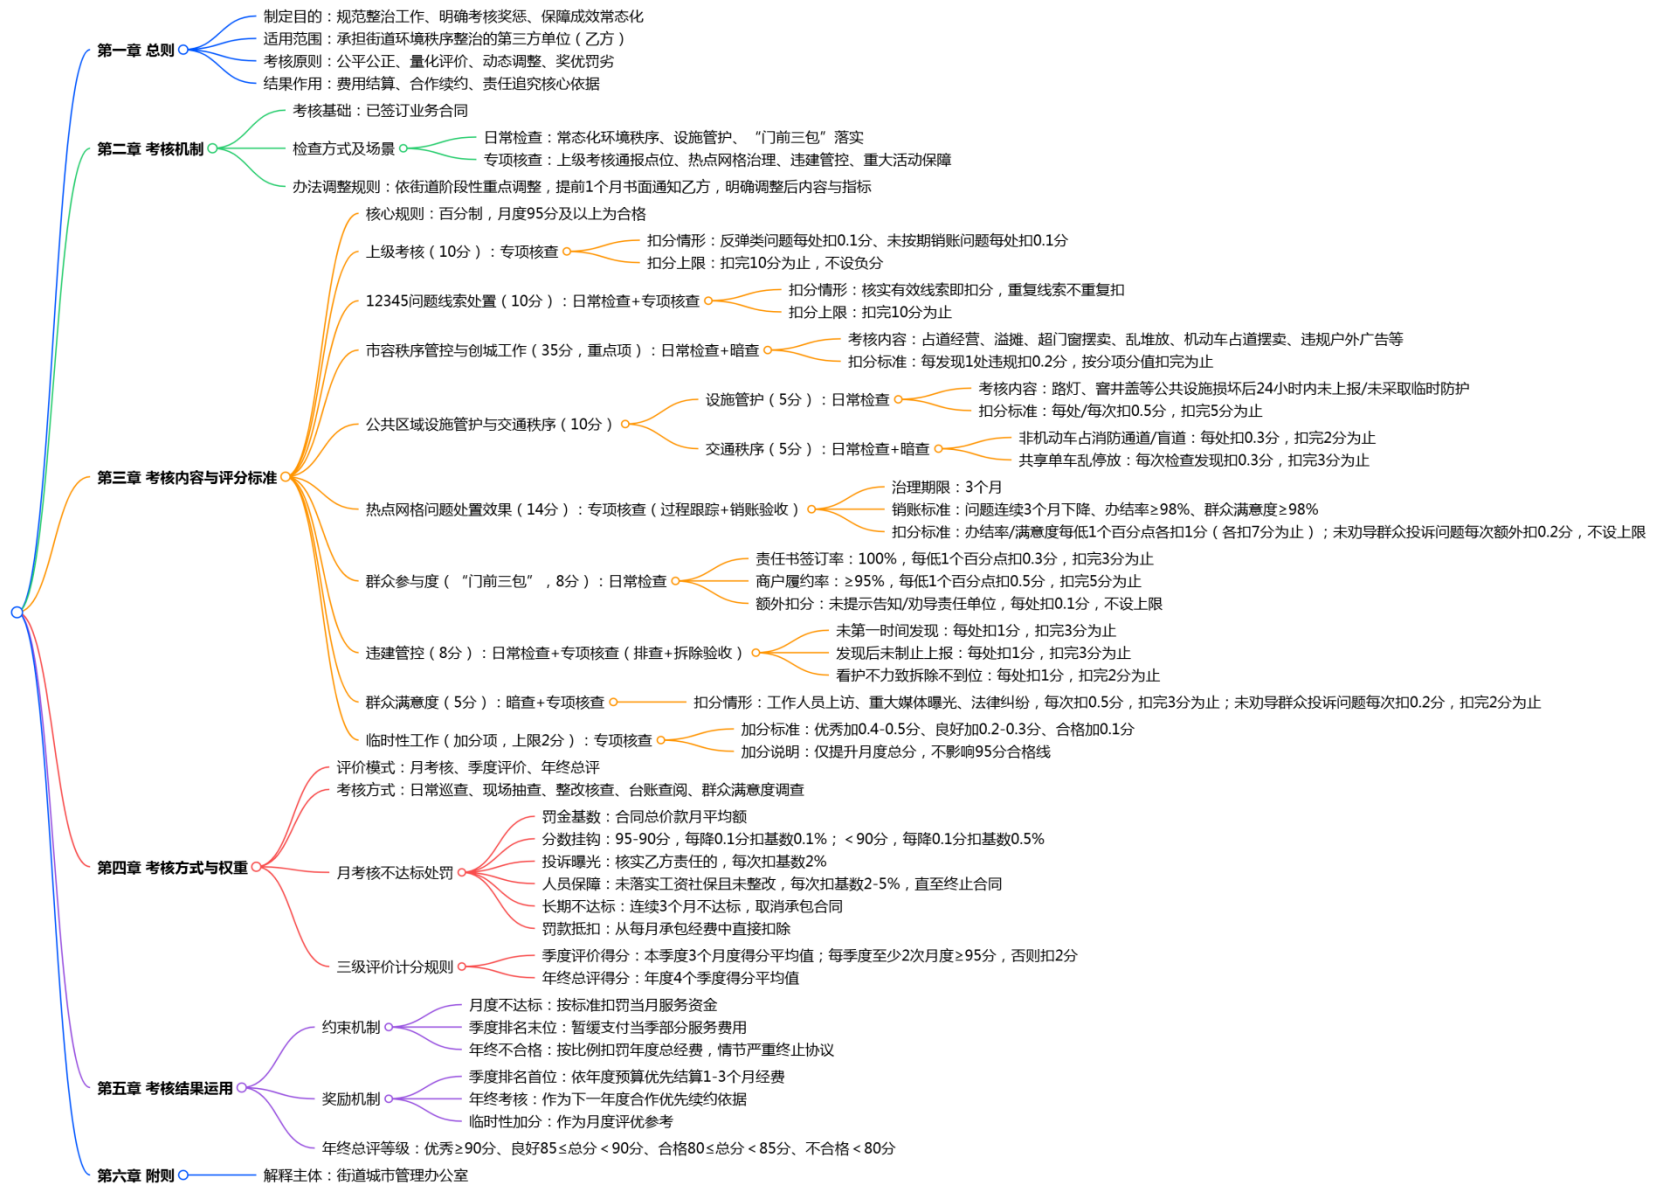 第一章 总则
制定目的：规范整治工作、明确考核奖惩、保障成效常态化
适用范围：承担街道环境秩序整治的第三方单位（乙方）
考核原则：公平公正、量化评价、动态调整、奖优罚劣
结果作用：费用结算、合作续约、责任追究核心依据
第二章 考核机制
考核基础：已签订业务合同
检查方式及场景
日常检查：常态化环境秩序、设施管护、“门前三包”落实
专项核查：上级考核通报点位、热点网格治理、违建管控、重大活动保障
办法调整规则：依街道阶段性重点调整，提前1个月书面通知乙方，明确调整后内容与指标
第三章 考核内容与评分标准
核心规则：百分制，月度95分及以上为合格
上级考核（10分）：专项核查
扣分情形：反弹类问题每处扣0.1分、未按期销账问题每处扣0.1分
扣分上限：扣完10分为止，不设负分
12345问题线索处置（10分）：日常检查+专项核查
扣分情形：核实有效线索即扣分，重复线索不重复扣
扣分上限：扣完10分为止
市容秩序管控与创城工作（35分，重点项）：日常检查+暗查
考核内容：占道经营、溢摊、超门窗摆卖、乱堆放、机动车占道摆卖、违规户外广告等
扣分标准：每发现1处违规扣0.2分，按分项分值扣完为止
公共区域设施管护与交通秩序（10分）
设施管护（5分）：日常检查
考核内容：路灯、窨井盖等公共设施损坏后24小时内未上报/未采取临时防护
扣分标准：每处/每次扣0.5分，扣完5分为止
交通秩序（5分）：日常检查+暗查
非机动车占消防通道/盲道：每处扣0.3分，扣完2分为止
共享单车乱停放：每次检查发现扣0.3分，扣完3分为止
热点网格问题处置效果（14分）：专项核查（过程跟踪+销账验收）
治理期限：3个月
销账标准：问题连续3个月下降、办结率≥98%、群众满意度≥98%
扣分标准：办结率/满意度每低1个百分点各扣1分（各扣7分为止）；未劝导群众投诉问题每次额外扣0.2分，不设上限
群众参与度（“门前三包”，8分）：日常检查
责任书签订率：100%，每低1个百分点扣0.3分，扣完3分为止
商户履约率：≥95%，每低1个百分点扣0.5分，扣完5分为止
额外扣分：未提示告知/劝导责任单位，每处扣0.1分，不设上限
违建管控（8分）：日常检查+专项核查（排查+拆除验收）
未第一时间发现：每处扣1分，扣完3分为止
发现后未制止上报：每处扣1分，扣完3分为止
看护不力致拆除不到位：每处扣1分，扣完2分为止
群众满意度（5分）：暗查+专项核查
扣分情形：工作人员上访、重大媒体曝光、法律纠纷，每次扣0.5分，扣完3分为止；未劝导群众投诉问题每次扣0.2分，扣完2分为止
临时性工作（加分项，上限2分）：专项核查
加分标准：优秀加0.4-0.5分、良好加0.2-0.3分、合格加0.1分
加分说明：仅提升月度总分，不影响95分合格线
第四章 考核方式与权重
评价模式：月考核、季度评价、年终总评
考核方式：日常巡查、现场抽查、整改核查、台账查阅、群众满意度调查
月考核不达标处罚
罚金基数：合同总价款月平均额
分数挂钩：95-90分，每降0.1分扣基数0.1%；＜90分，每降0.1分扣基数0.5%
投诉曝光：核实乙方责任的，每次扣基数2%
人员保障：未落实工资社保且未整改，每次扣基数2-5%，直至终止合同
长期不达标：连续3个月不达标，取消承包合同
罚款抵扣：从每月承包经费中直接扣除
三级评价计分规则
季度评价得分：本季度3个月度得分平均值；每季度至少2次月度≥95分，否则扣2分
年终总评得分：年度4个季度得分平均值
第五章 考核结果运用
约束机制
月度不达标：按标准扣罚当月服务资金
季度排名末位：暂缓支付当季部分服务费用
年终不合格：按比例扣罚年度总经费，情节严重终止协议
奖励机制
季度排名首位：依年度预算优先结算1-3个月经费
年终考核：作为下一年度合作优先续约依据
临时性加分：作为月度评优参考
年终总评等级：优秀≥90分、良好85≤总分＜90分、合格80≤总分＜85分、不合格＜80分
第六章 附则
解释主体：街道城市管理办公室